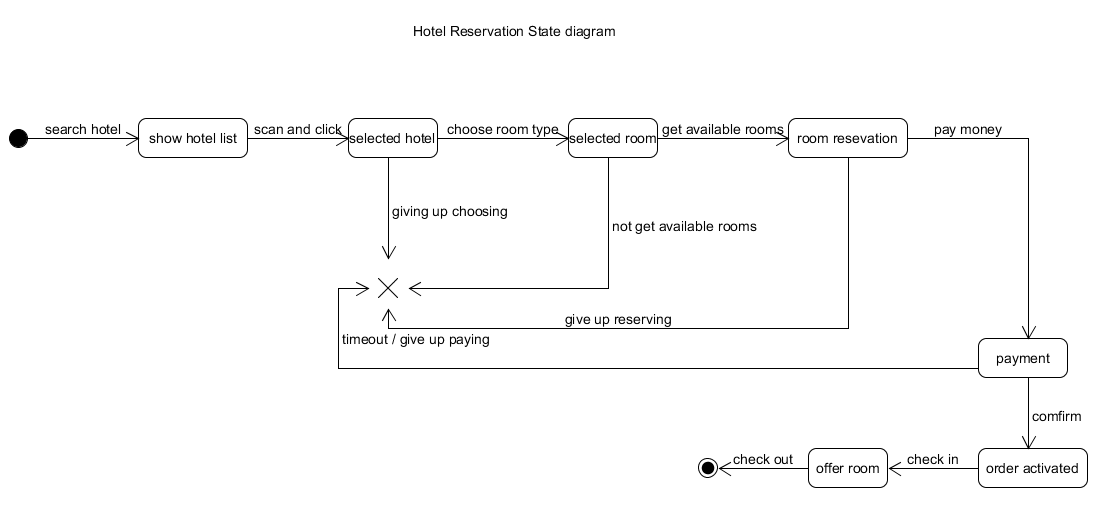 Hotel Reservation State diagram
search hotel
show hotel list
scan and click
selected hotel
choose room type
selected room
get available rooms
room resevation
pay money
giving up choosing
not get available rooms
give up reserving
timeout / give up paying
payment
comfirm
check out
offer room
check in
order activated